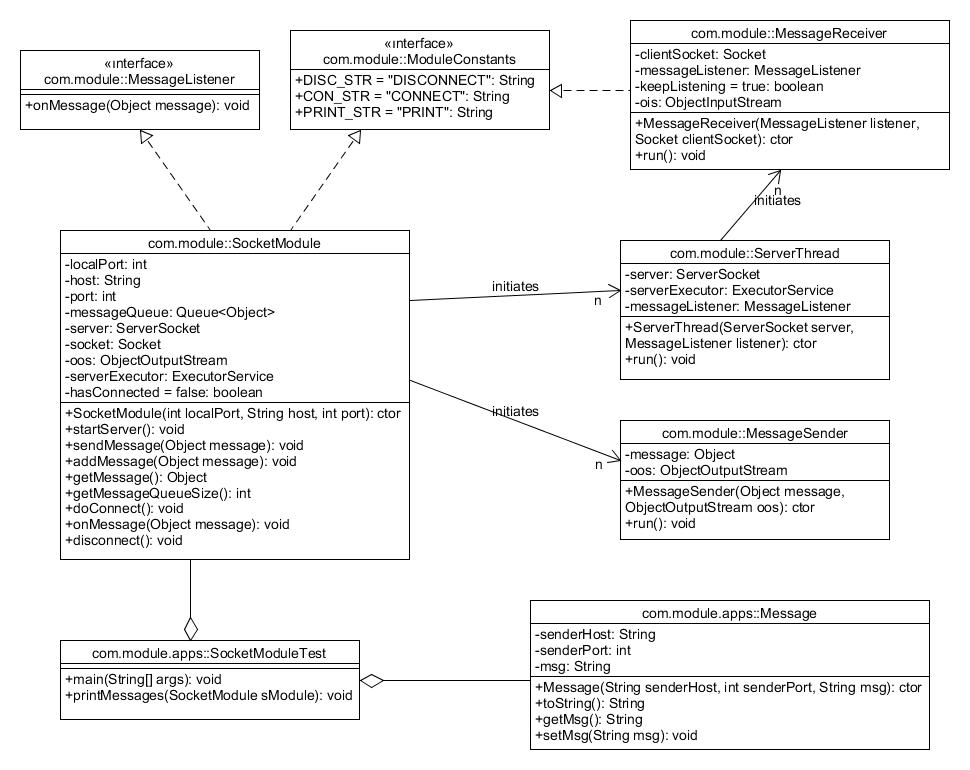 «ınterface»
com.module::MessageListener
+onMessage(Object message): void
«ınterface»
com.module::ModuleConstants
+DISC_STR = "DISCONNECT": String
+CON_STR = "CONNECT": String
+PRINT_STR = "PRINT": String
com.module::MessageReceiver
-clientSocket: Socket
-messageListener: MessageListener
-keepListening = true: boolean
-ois: ObjectInputStream
+MessageReceiver(MessageListener listener,
Socket clientSocket): ctor
+run(): void
n
initiates
com.module::SocketModule
-localPort: int
-host: String
-port: int
-messageQueue: Queue<Object>
-server: ServerSocket
-socket: Socket
-oos: ObjectOutputStream
-serverExecutor: ExecutorService
-hasConnected = false: boolean
+SocketModule(int localPort, String host, int port): ctor
+startServer(): void
+sendMessage(Object message): void
+addMessage(Object message): void
+getMessage(): Object
+getMessageQueueSize(): int
+doConnect(): void
+onMessage(Object message): void
+disconnect(): void
initiates
n
com.module::ServerThread
-server: ServerSocket
-serverExecutor: ExecutorService
-messageListener: MessageListener
+ServerThread(ServerSocket server,
MessageListener listener): ctor
+run(): void
initiates
n
com.module::MessageSender
-message: Object
-oos: ObjectOutputStream
+MessageSender(Object message,
ObjectOutputStream oos): ctor
+run(): void
com.module.apps::SocketModuleTest
+main(String[] args): void
+printMessages(SocketModule sModule): void
com.module.apps::Message
-senderHost: String
-senderPort: int
-msg: String
+Message(String senderHost, int senderPort, String msg): ctor
+toString(): String
+getMsg(): String
+setMsg(String msg): void